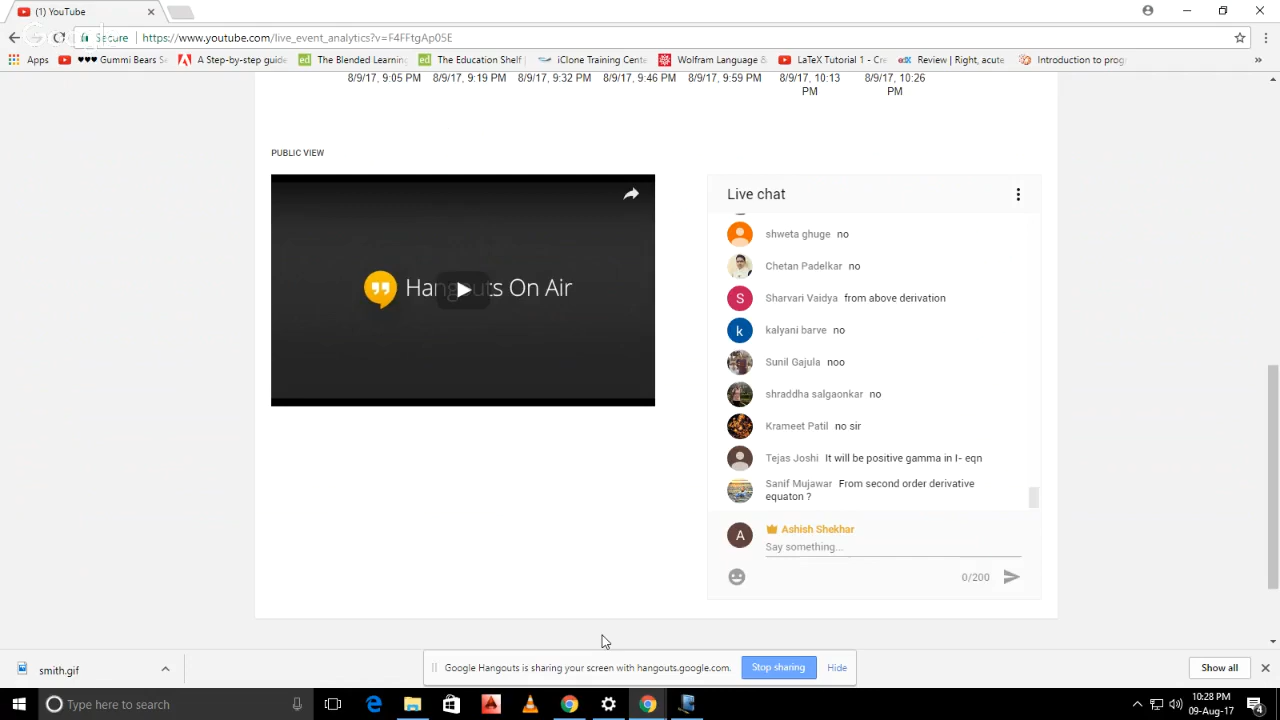 (1) YouTube
Secure https://www.youtube.com/live_event_analytics?v=F4FFtgAp05E
Apps ♥♥♥ Gummi Bears S A Step-by-step guide The Blended Learning The Education Shelf iClone Training Cente Wolfram Language & LaTeX Tutorial 1 - Cre Review | Right, acute Introduction to prog »
8/9/17, 9:05 PM 8/9/17, 9:19 PM 8/9/17, 9:32 PM 8/9/17, 9:46 PM 8/9/17, 9:59 PM 8/9/17, 10:13 PM 8/9/17, 10:26 PM
PUBLIC VIEW
Hangouts On Air
Live chat
shweta ghuge no
Chetan Padelkar no
S Sharvari Vaidya from above derivation
k kalyani barve no
Sunil Gajula noo
shraddha salgaonkar no
Krameet Patil no sir
Tejas Joshi It will be positive gamma in I- eqn
Sanif Mujawar From second order derivative
equaton ?
A Ashish Shekhar
Say something...
0/200
smith.gif
Google Hangouts is sharing your screen with hangouts.google.com. Stop sharing Hide
Show all
Type here to search
10:28 PM
09-Aug-17
4